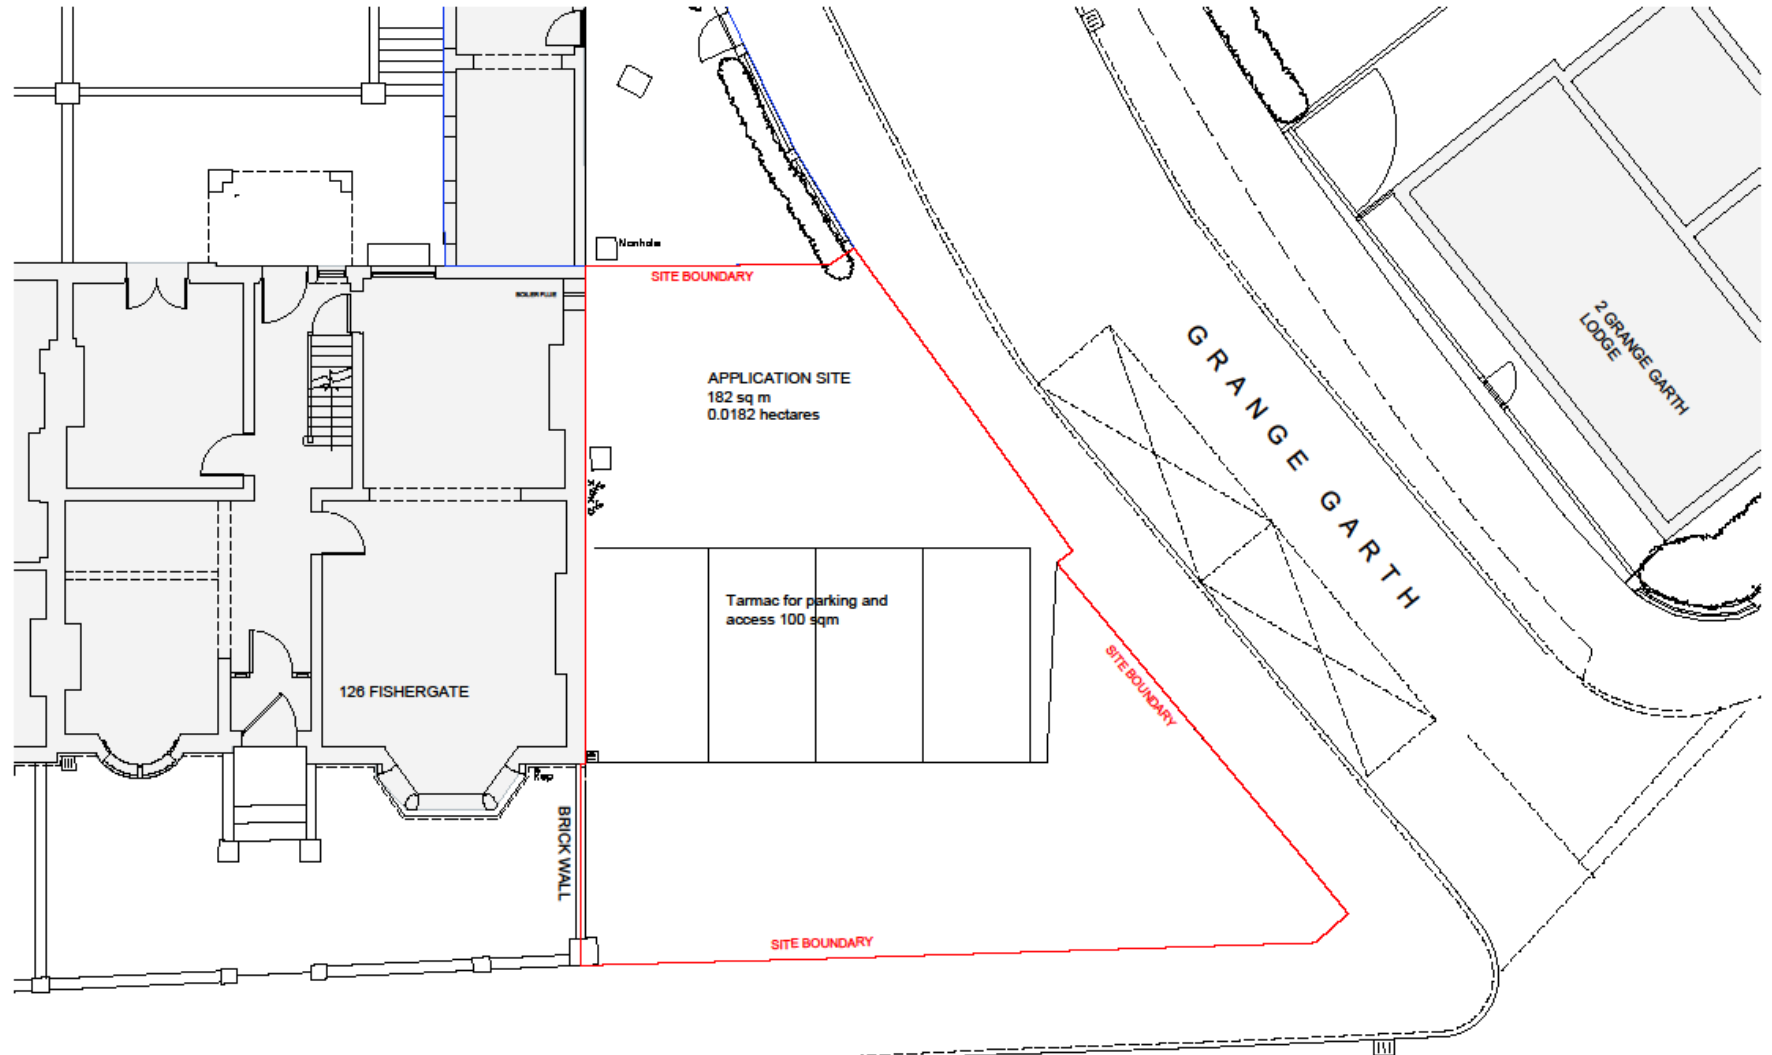 Manhole
SITE BOUNDARY
BOILER FLUE
APPLICATION SITE
182 sq m
0.0182 hectares
GRANGE GARTH
2 GRANGE GARTH
LODGE
Tarmac for parking and
access 100 sqm
SITE BOUNDARY
126 FISHERGATE
BRICK WALL
SITE BOUNDARY